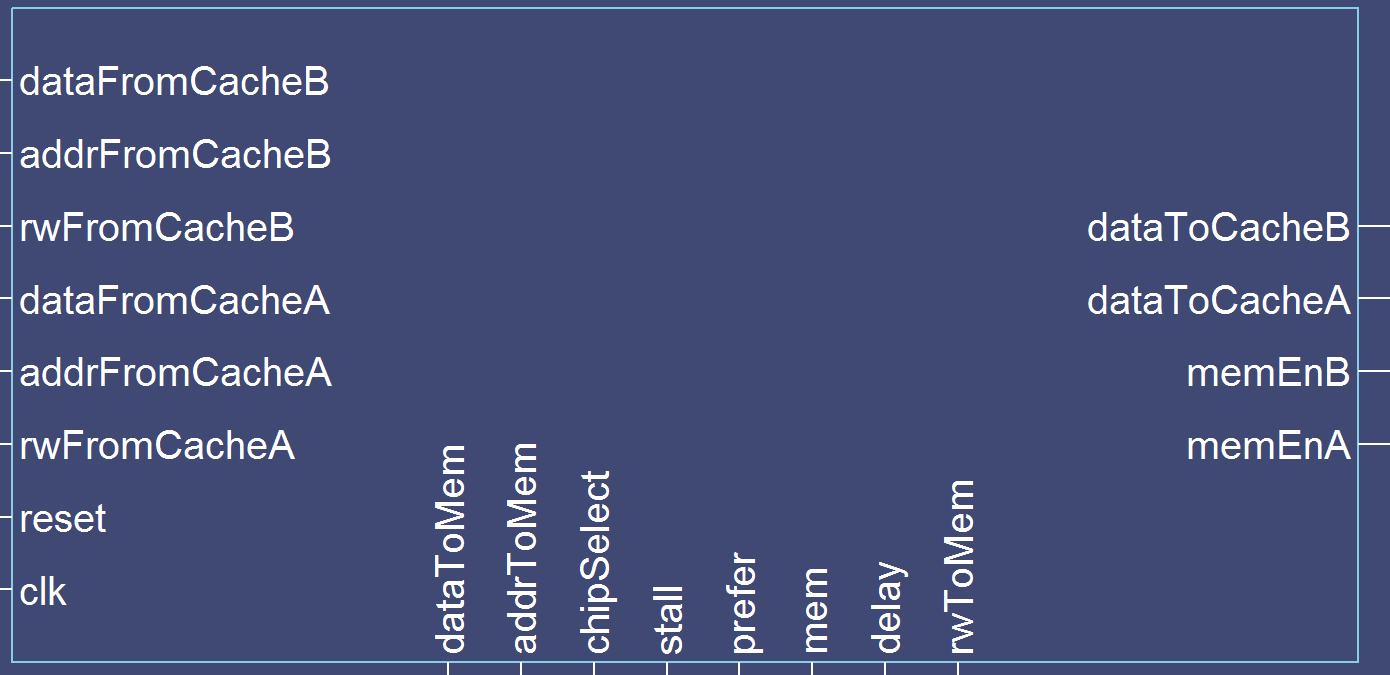 dataFromCacheB
addrFromCacheB
rwFromCacheB
dataFromCacheA
addrFromCacheA
rwFromCacheA
reset
clk
dataToMem
addrToMem
chipSelect
stall
prefer
mem
delay
rwToMem
dataToCacheB
dataToCacheA
memEnB
memEnA